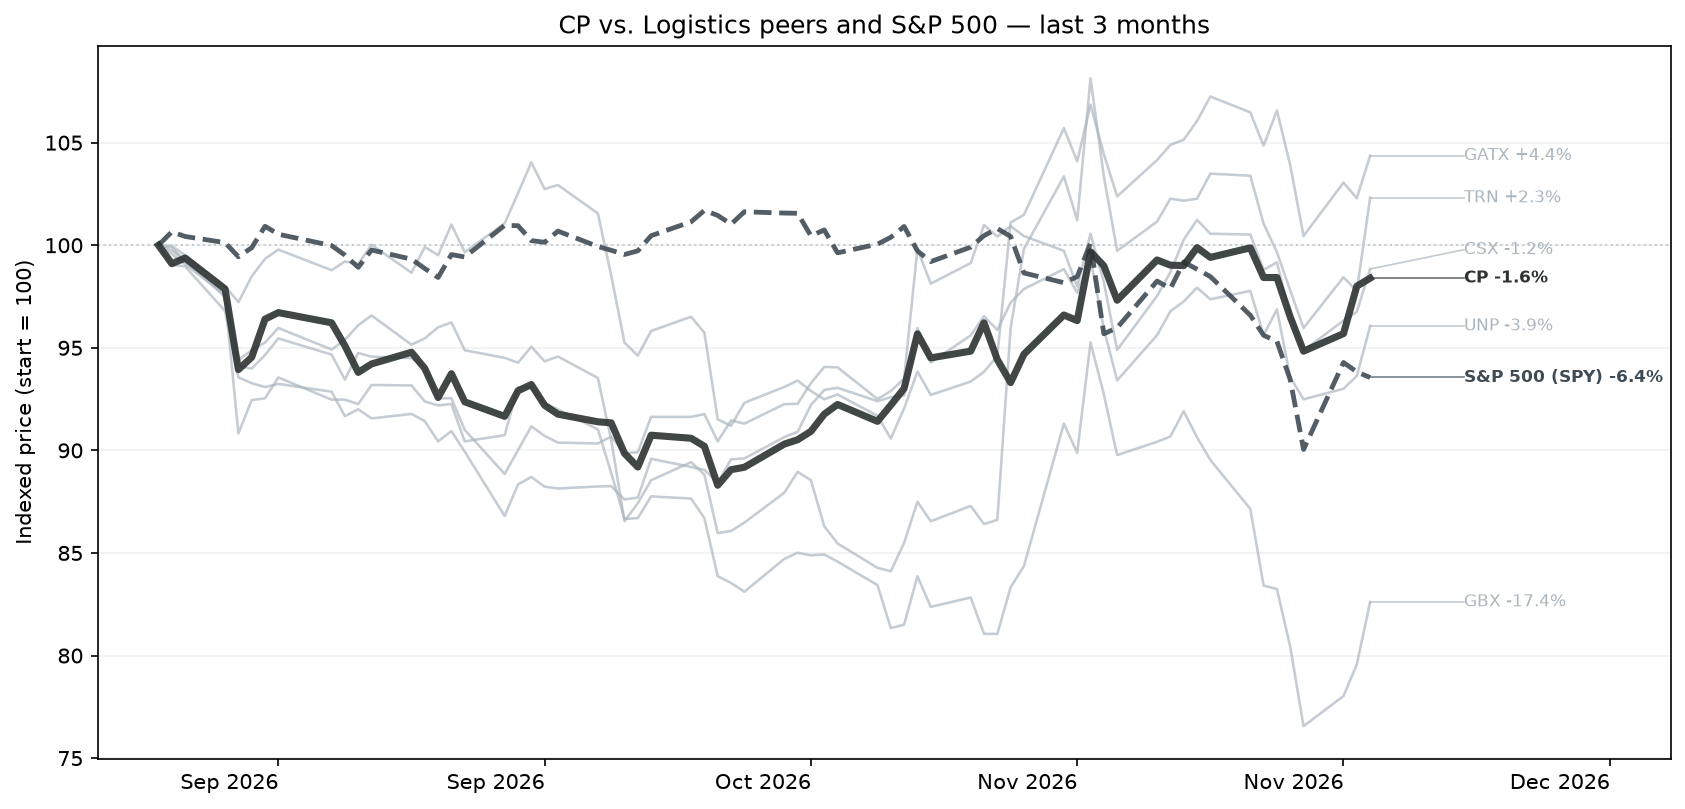 CP vs. Logistics peers and S&P 500 — last 3 months
Indexed price (start = 100)
105
100
95
90
85
80
75
GATX +4.4%
TRN +2.3%
CSX -1.2%
CP -1.6%
UNP -3.9%
S&P 500 (SPY) -6.4%
GBX -17.4%
Sep 2026
Sep 2026
Oct 2026
Nov 2026
Nov 2026
Dec 2026